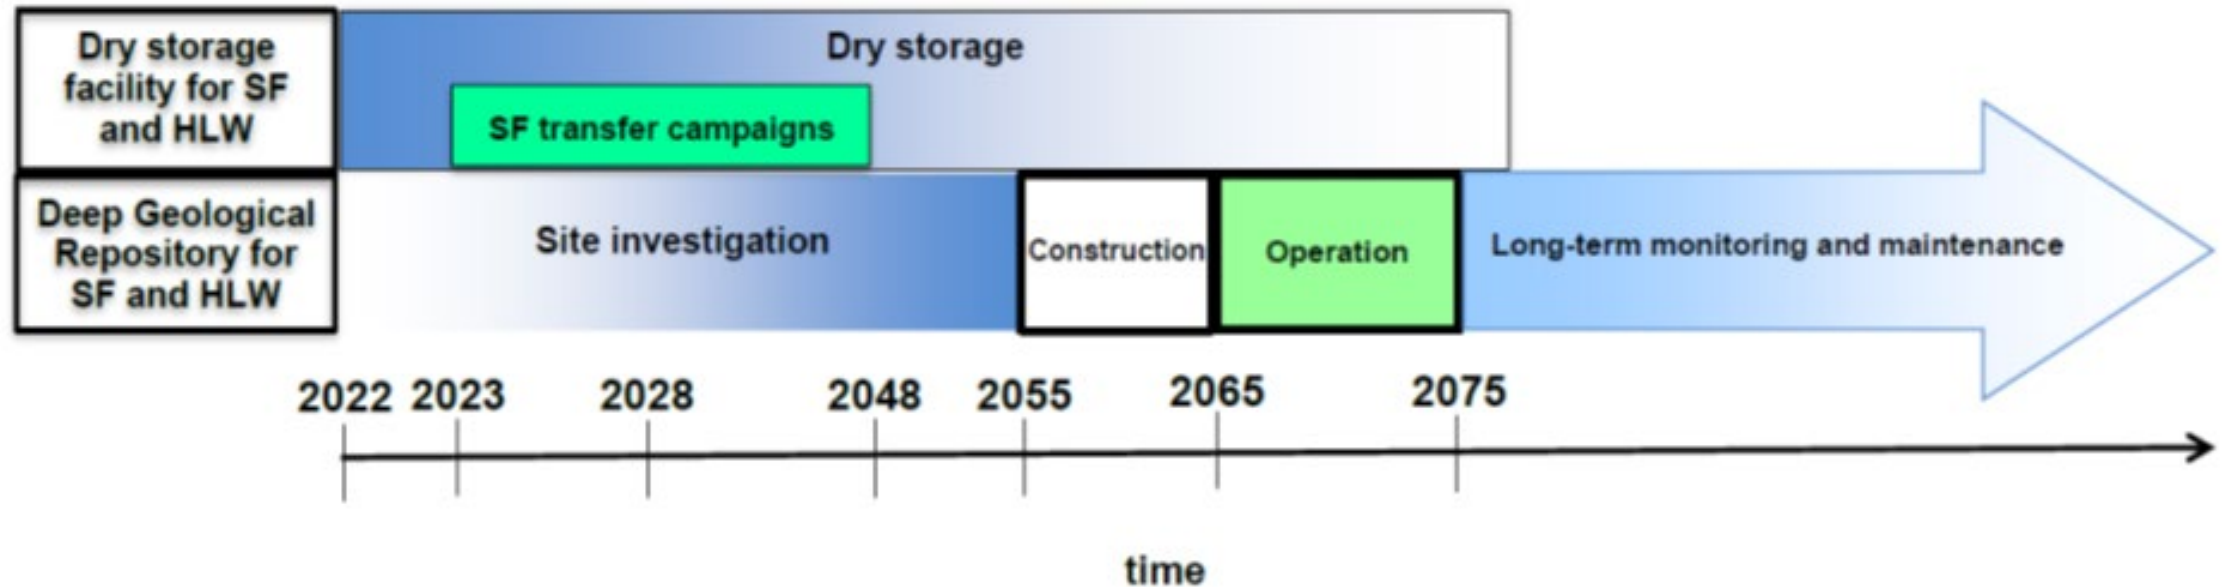 Dry storage
facility for SF
and HLW
Dry storage
SF transfer campaigns
Deep Geological
Repository for
SF and HLW
Site investigation
Construction
Operation
Long-term monitoring and maintenance
2022 2023 2028 2048 2055 2065 2075
time